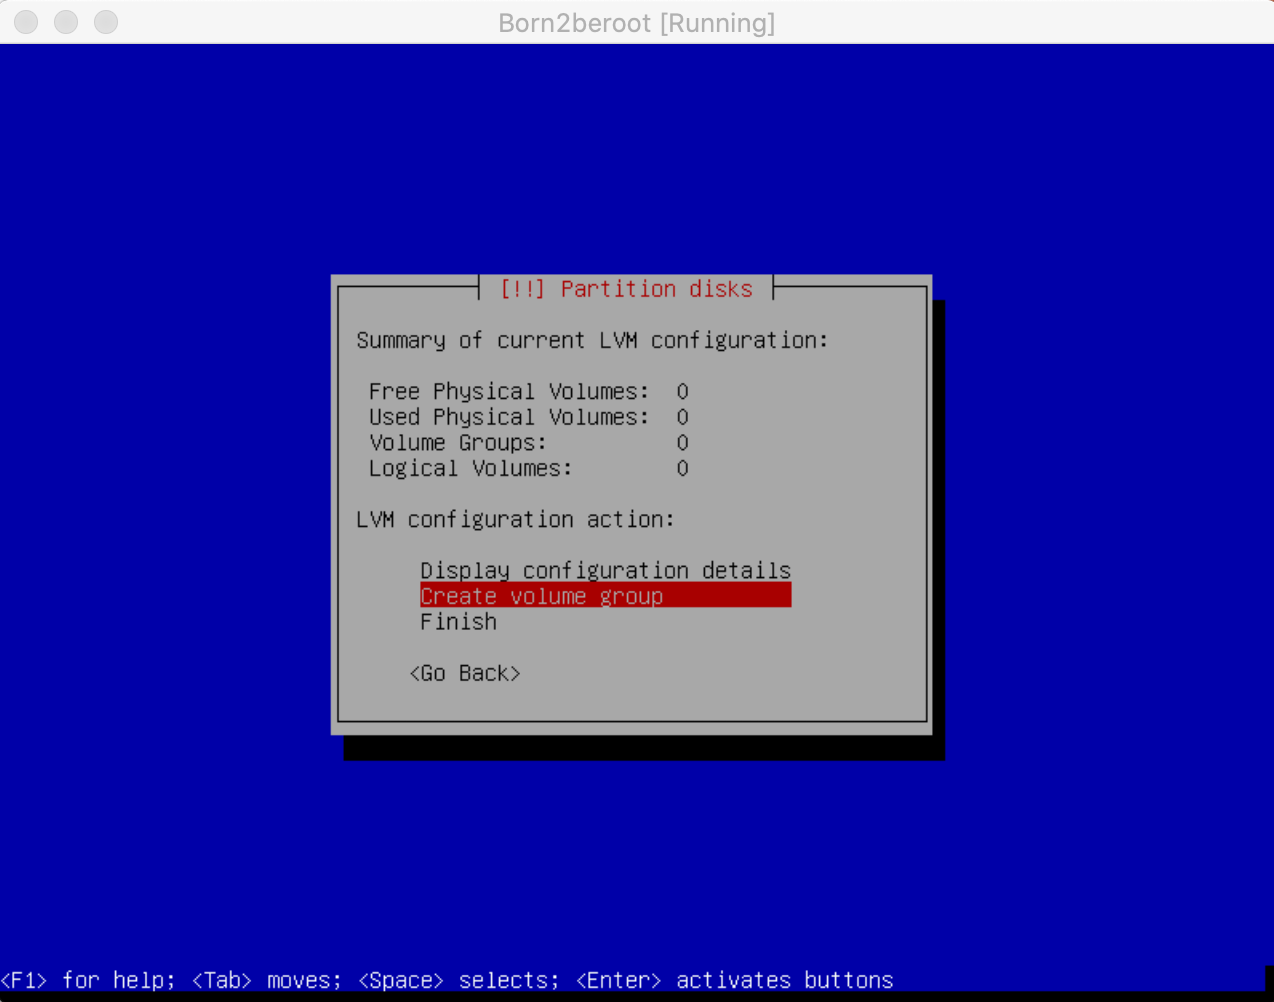 Born2beroot [Running]
[!!] Partition disks
Summary of current LVM configuration:
Free Physical Volumes: 0
Used Physical Volumes: 0
Volume Groups: 0
Logical Volumes: 0
LVM configuration action:
Display configuration details
Create volume group
Finish
<Go Back>
<F1> for help; <Tab> moves; <Space> selects; <Enter> activates buttons